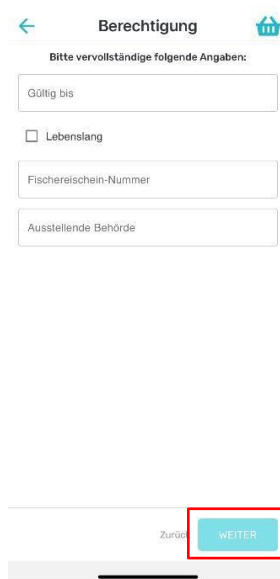 Berechtigung
Bitte vervollständige folgende Angaben:
Gültig bis
Lebenslang
Fischereischein-Nummer
Ausstellende Behörde
Zurück WEITER